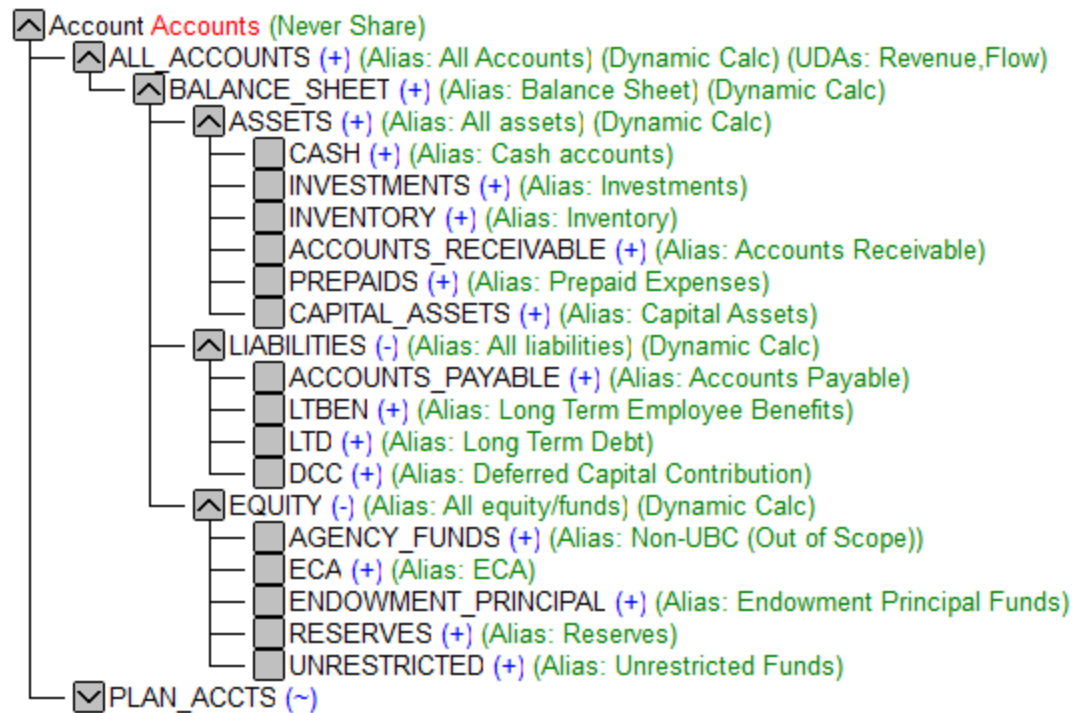 Account Accounts (Never Share)
ALL_ACCOUNTS (+) (Alias: All Accounts) (Dynamic Calc) (UDAs: Revenue,Flow)
BALANCE_SHEET (+) (Alias: Balance Sheet) (Dynamic Calc)
ASSETS (+) (Alias: All assets) (Dynamic Calc)
CASH (+) (Alias: Cash accounts)
INVESTMENTS (+) (Alias: Investments)
INVENTORY (+) (Alias: Inventory)
ACCOUNTS_RECEIVABLE (+) (Alias: Accounts Receivable)
PREPAIDS (+) (Alias: Prepaid Expenses)
CAPITAL_ASSETS (+) (Alias: Capital Assets)
LIABILITIES (-) (Alias: All liabilities) (Dynamic Calc)
ACCOUNTS_PAYABLE (+) (Alias: Accounts Payable)
LTBEN (+) (Alias: Long Term Employee Benefits)
LTD (+) (Alias: Long Term Debt)
DCC (+) (Alias: Deferred Capital Contribution)
EQUITY (-) (Alias: All equity/funds) (Dynamic Calc)
AGENCY_FUNDS (+) (Alias: Non-UBC (Out of Scope))
ECA (+) (Alias: ECA)
ENDOWMENT_PRINCIPAL (+) (Alias: Endowment Principal Funds)
RESERVES (+) (Alias: Reserves)
UNRESTRICTED (+) (Alias: Unrestricted Funds)
PLAN_ACCTS (~)